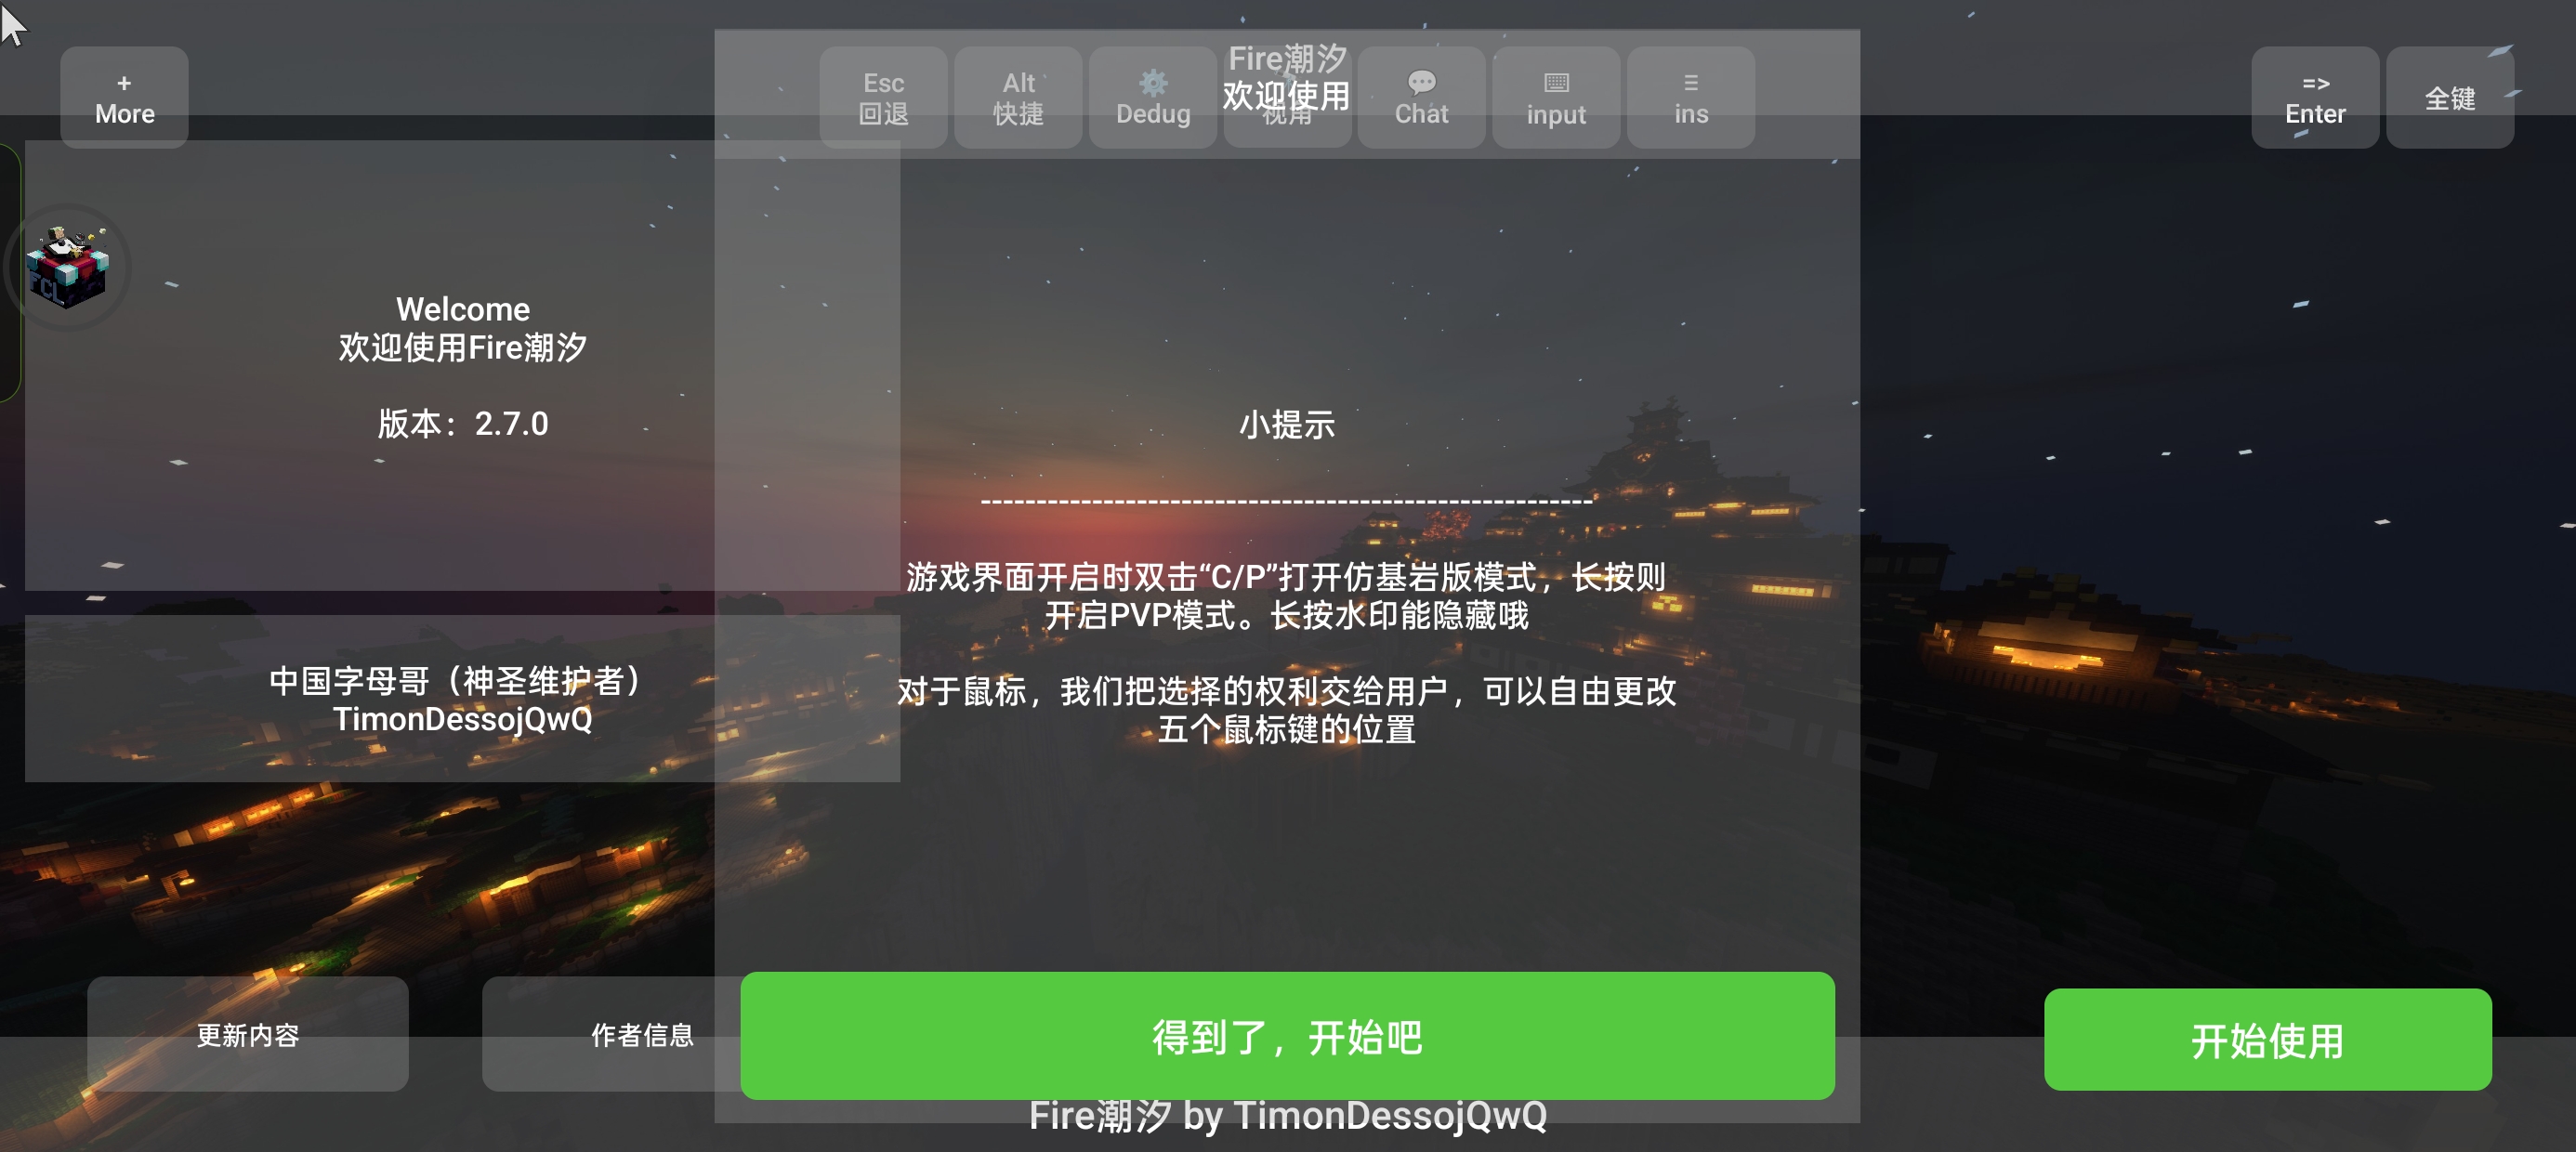 +
More
Esc
回退
Alt
快捷
Dedug
Fire潮汐
欢迎使用
视角
Chat
input
ins
=>
Enter
全键
FCL
Welcome
欢迎使用Fire潮汐
版本：2.7.0
中国字母哥（神圣维护者）
TimonDessojQwQ
小提示
-------------------------------------------------------
游戏界面开启时双击“C/P”打开仿基岩版模式，长按则
开启PVP模式。长按水印能隐藏哦
对于鼠标，我们把选择的权利交给用户，可以自由更改
五个鼠标键的位置
更新内容
作者信息
得到了，开始吧
开始使用
Fire潮汐 by TimonDessojQwQ